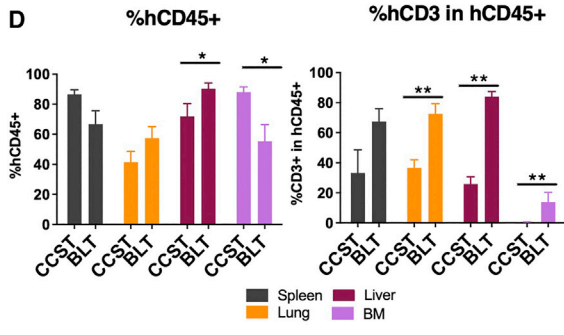 D
%hCD45+
%hCD45+
100
80
60
40
20
0
*
*
CCST
BLT
CCST
BLT
CCST
BLT
CCST
BLT
%hCD3 in hCD45+
%CD3+ in hCD45+
100
80
60
40
20
0
**
**
**
CCST
BLT
CCST
BLT
CCST
BLT
CCST
BLT
Spleen
Liver
Lung
BM